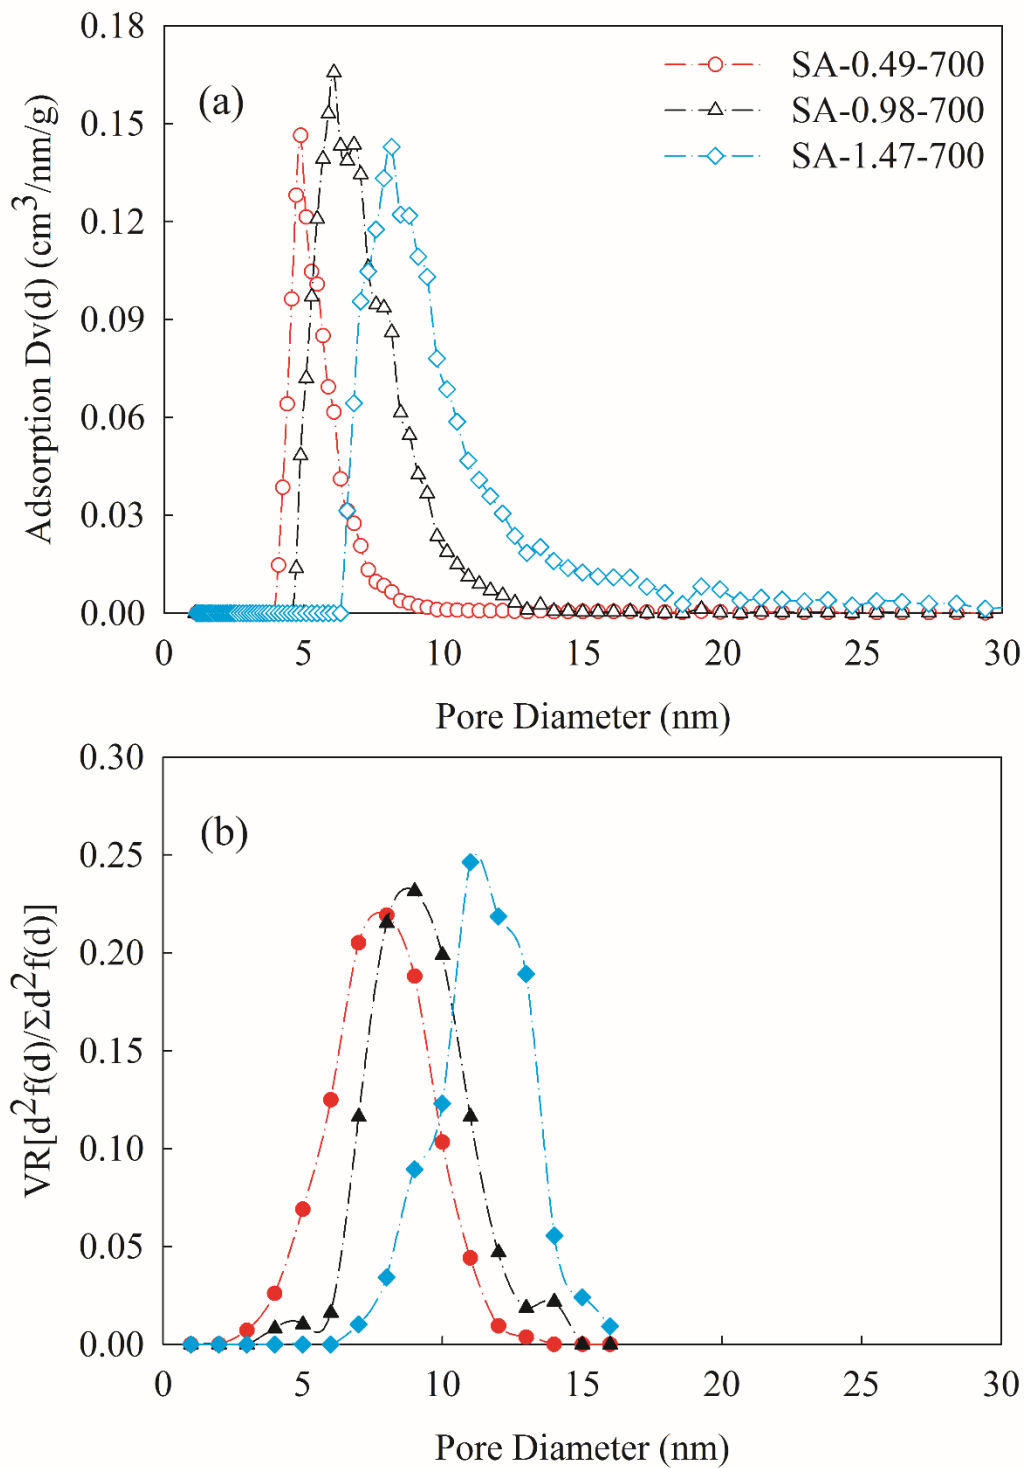 0.18
(a)
SA-0.49-700
SA-0.98-700
SA-1.47-700
0.15
0.12
0.09
0.06
0.03
0.00
Adsorption Dv(d) (cm³/nm/g)
0 5 10 15 20 25 30
Pore Diameter (nm)
0.30
(b)
0.25
0.20
0.15
0.10
0.05
0.00
VR[d²f(d)/Σd²f(d)]
0 5 10 15 20 25 30
Pore Diameter (nm)